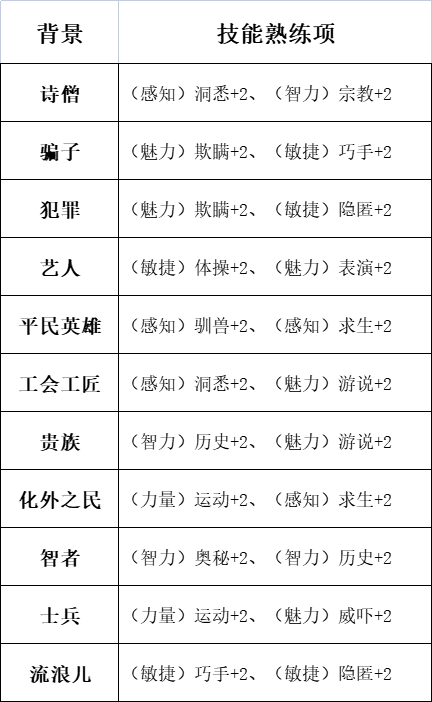 背景 技能熟练项
诗僧 （感知）洞悉+2、（智力）宗教+2
骗子 （魅力）欺瞒+2、（敏捷）巧手+2
犯罪 （魅力）欺瞒+2、（敏捷）隐匿+2
艺人 （敏捷）体操+2、（魅力）表演+2
平民英雄 （感知）驯兽+2、（感知）求生+2
工会工匠 （感知）洞悉+2、（魅力）游说+2
贵族 （智力）历史+2、（魅力）游说+2
化外之民 （力量）运动+2、（感知）求生+2
智者 （智力）奥秘+2、（智力）历史+2
士兵 （力量）运动+2、（魅力）威吓+2
流浪儿 （敏捷）巧手+2、（敏捷）隐匿+2